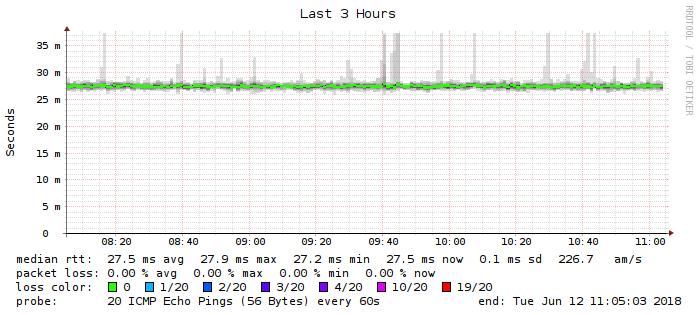 Last 3 Hours
RRDTOOL / TOBI OETIKER
Seconds
35 m
30 m
25 m
20 m
15 m
10 m
5 m
0
08:20 08:40 09:00 09:20 09:40 10:00 10:20 10:40 11:00
median rtt: 27.5 ms avg 27.9 ms max 27.2 ms min 27.5 ms now 0.1 ms sd 226.7 am/s
packet loss: 0.00 % avg 0.00 % max 0.00 % min 0.00 % now
loss color: 0 1/20 2/20 3/20 4/20 10/20 19/20
probe: 20 ICMP Echo Pings (56 Bytes) every 60s end: Tue Jun 12 11:05:03 2018